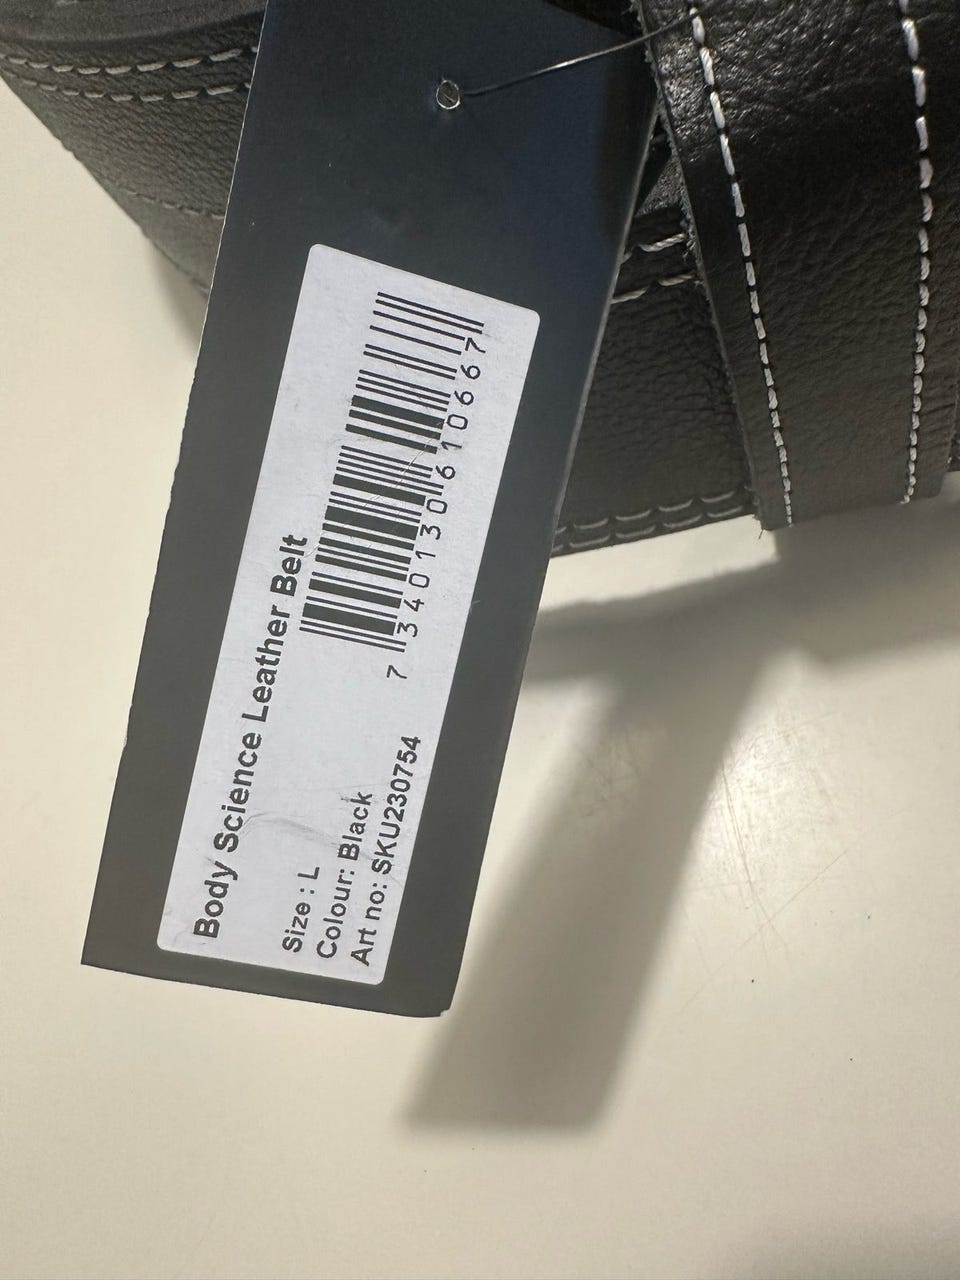 Body Science Leather Belt
Size : L
Colour: Black
Art no: SKU230754
7 340130 610667